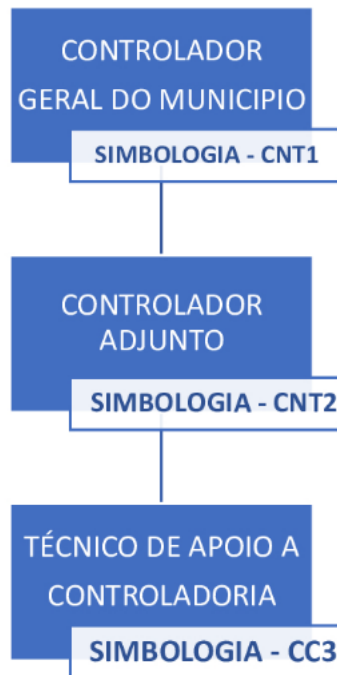 CONTROLADOR
GERAL DO MUNICIPIO
SIMBOLOGIA - CNT1
CONTROLADOR
ADJUNTO
SIMBOLOGIA - CNT2
TÉCNICO DE APOIO A
CONTROLADORIA
SIMBOLOGIA - CC3